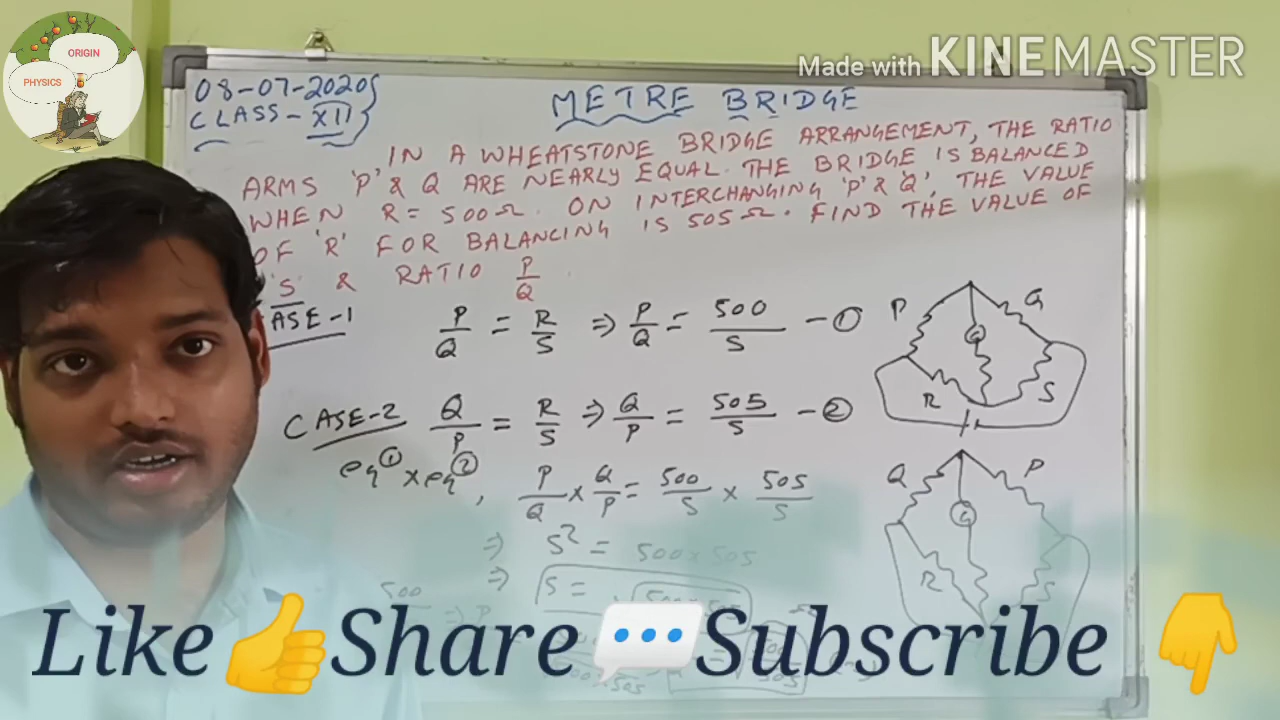 ORIGIN
PHYSICS
Made with KINEMASTER
08-07-2020
CLASS-XII
METRE BRIDGE
IN A WHEATSTONE BRIDGE ARRANGEMENT, THE RATIO
ARMS 'P' & Q ARE NEARLY EQUAL. THE BRIDGE IS BALANCED
WHEN R = 500Ω. ON INTERCHANGING 'P' & 'Q', THE VALUE
OF 'R' FOR BALANCING IS 505Ω. FIND THE VALUE OF
'S' & RATIO P/Q.
ASE-1 P/Q = R/S ⇒ P/Q = 500/S - ①
CASE-2 Q/P = R/S ⇒ Q/P = 505/S - ②
eq① × eq②, P/Q × Q/P = 500/S × 505/S
⇒ S² = 500×505
⇒ S =
P Q
G
R S
Q P
G
R S
Like Share Subscribe